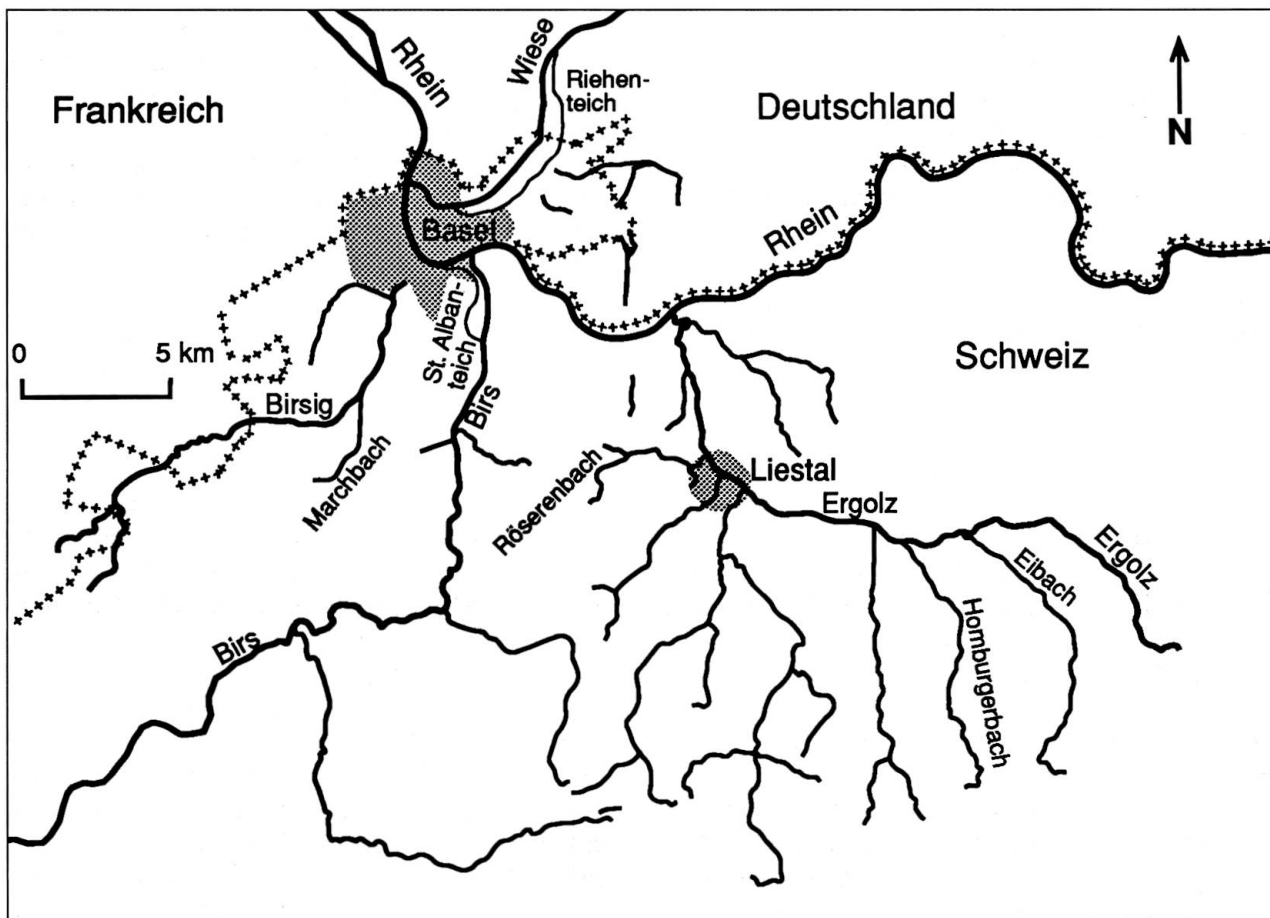 Rhein
Wiese
Riehen-
teich
Frankreich
Deutschland
N
Basel
Rhein
St. Alban-
teich
0 5 km
Schweiz
Birsig
Birs
Marchbach
Röserenbach
Liestal
Ergolz
Ergolz
Eibach
Homburgerbach
Birs